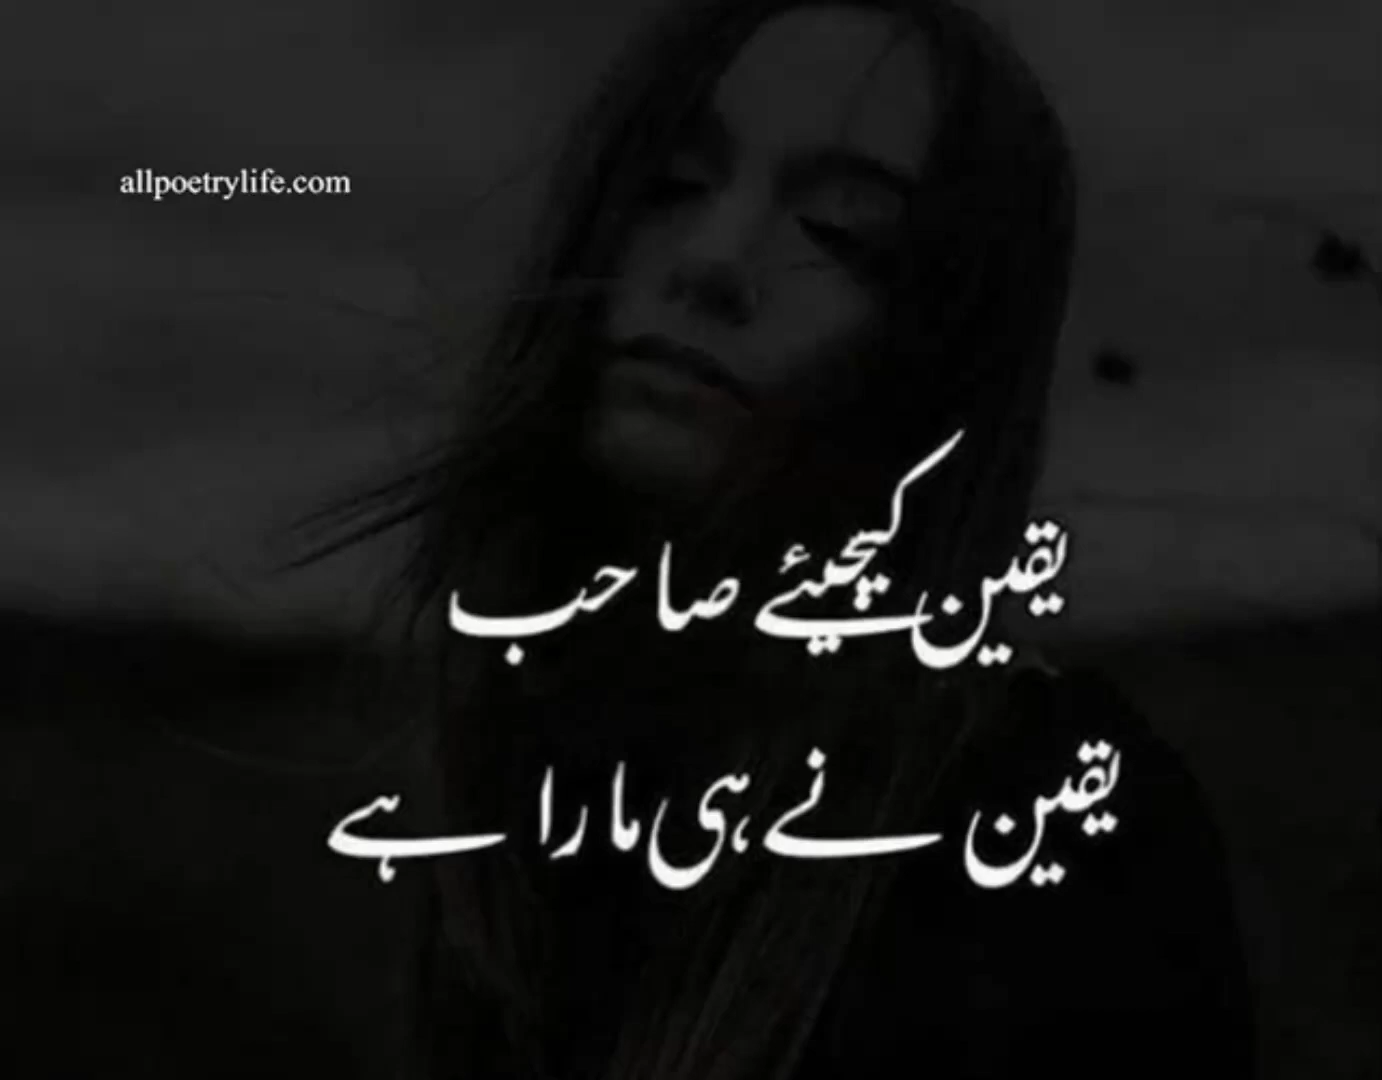 allpoetrylife.com
یقین کیجیئے صاحب
یقین نے ہی مارا ہے